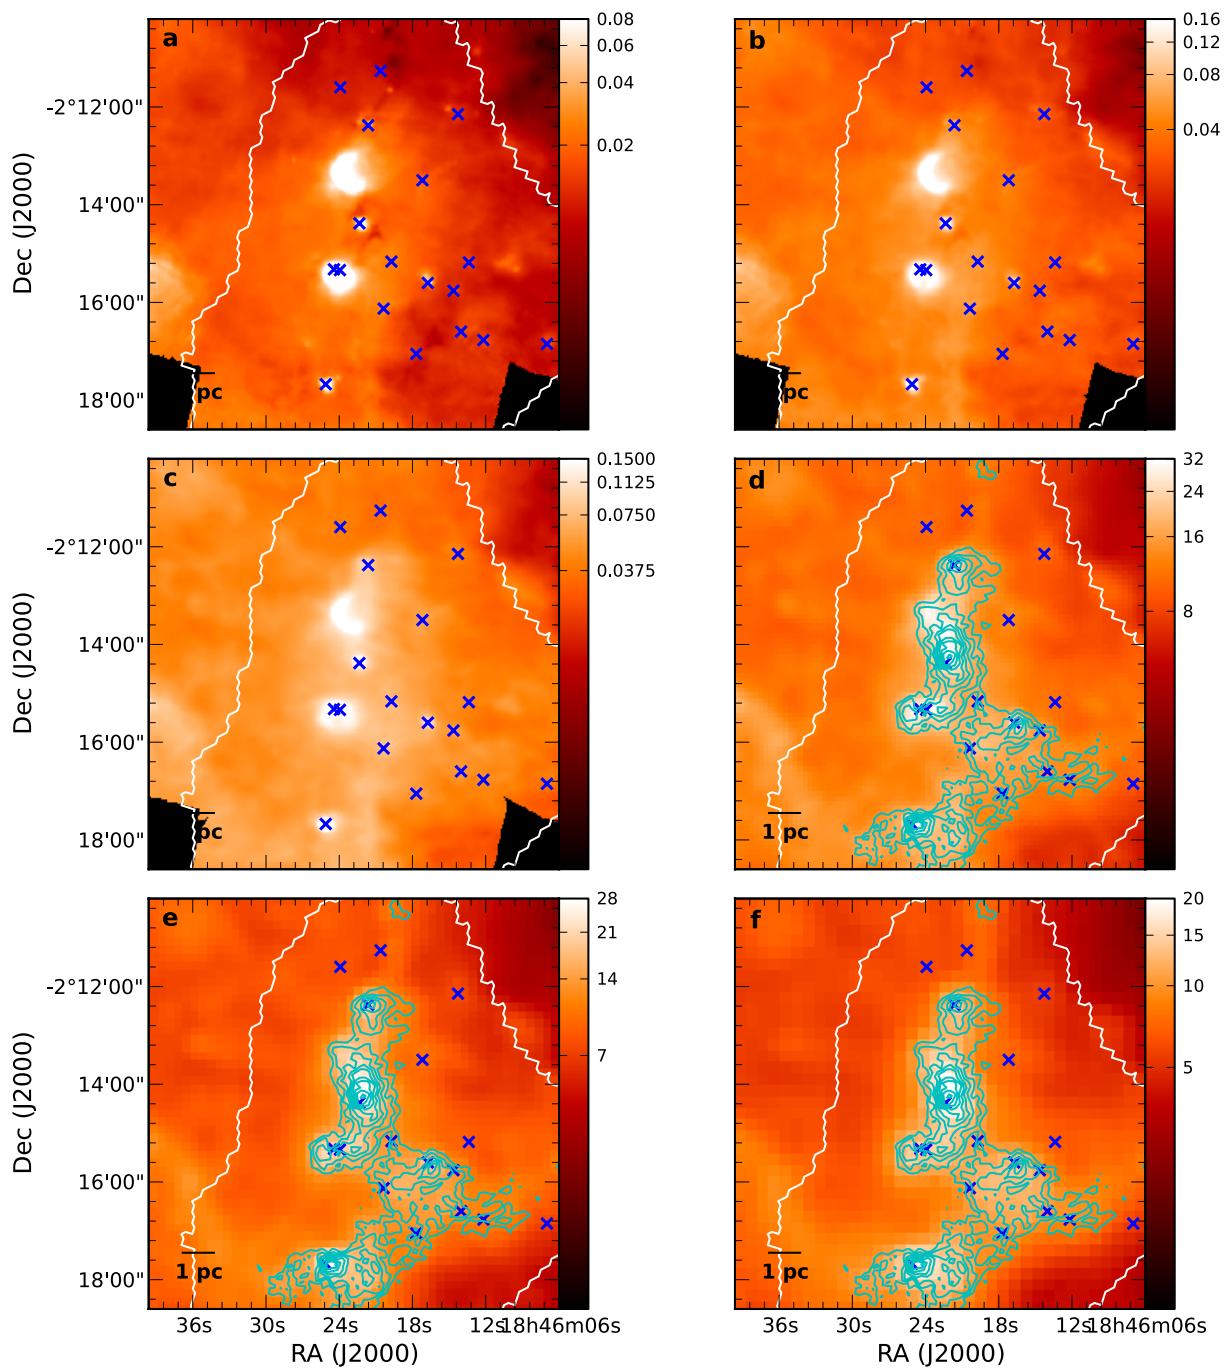 a
0.08
0.06
0.04
0.02
-2°12'00"
14'00"
16'00"
18'00"
Dec (J2000)
pc
b
0.16
0.12
0.08
0.04
pc
c
0.1500
0.1125
0.0750
0.0375
-2°12'00"
14'00"
16'00"
18'00"
Dec (J2000)
pc
d
32
24
16
8
1 pc
e
28
21
14
7
-2°12'00"
14'00"
16'00"
18'00"
Dec (J2000)
1 pc
36s 30s 24s 18s 12s 18h46m06s
RA (J2000)
f
20
15
10
5
1 pc
36s 30s 24s 18s 12s 18h46m06s
RA (J2000)